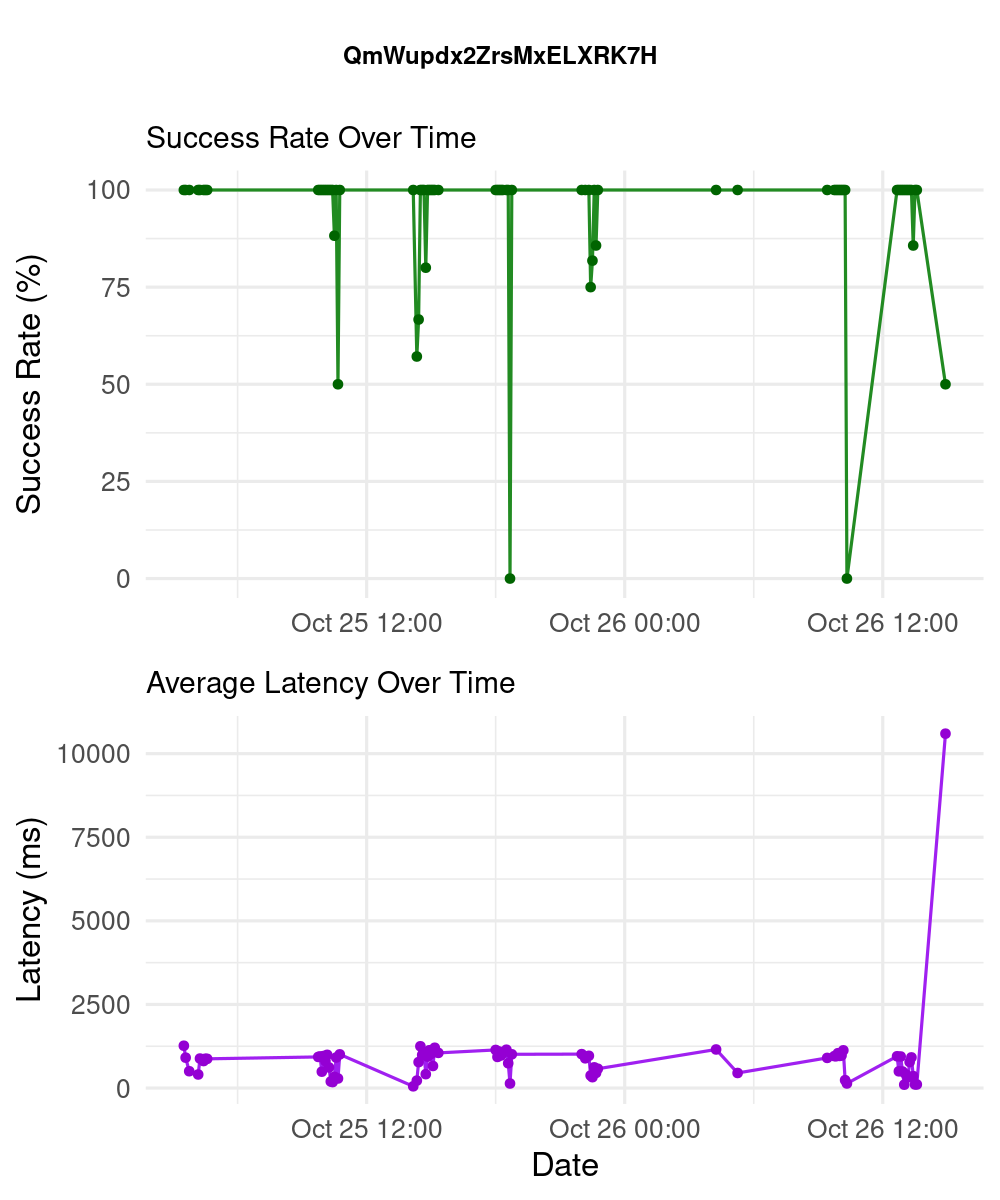 QmWupdx2ZrsMxELXRK7H
Success Rate Over Time
100
75
50
25
0
Success Rate (%)
Oct 25 12:00 Oct 26 00:00 Oct 26 12:00
Average Latency Over Time
10000
7500
5000
2500
0
Latency (ms)
Oct 25 12:00 Oct 26 00:00 Oct 26 12:00
Date